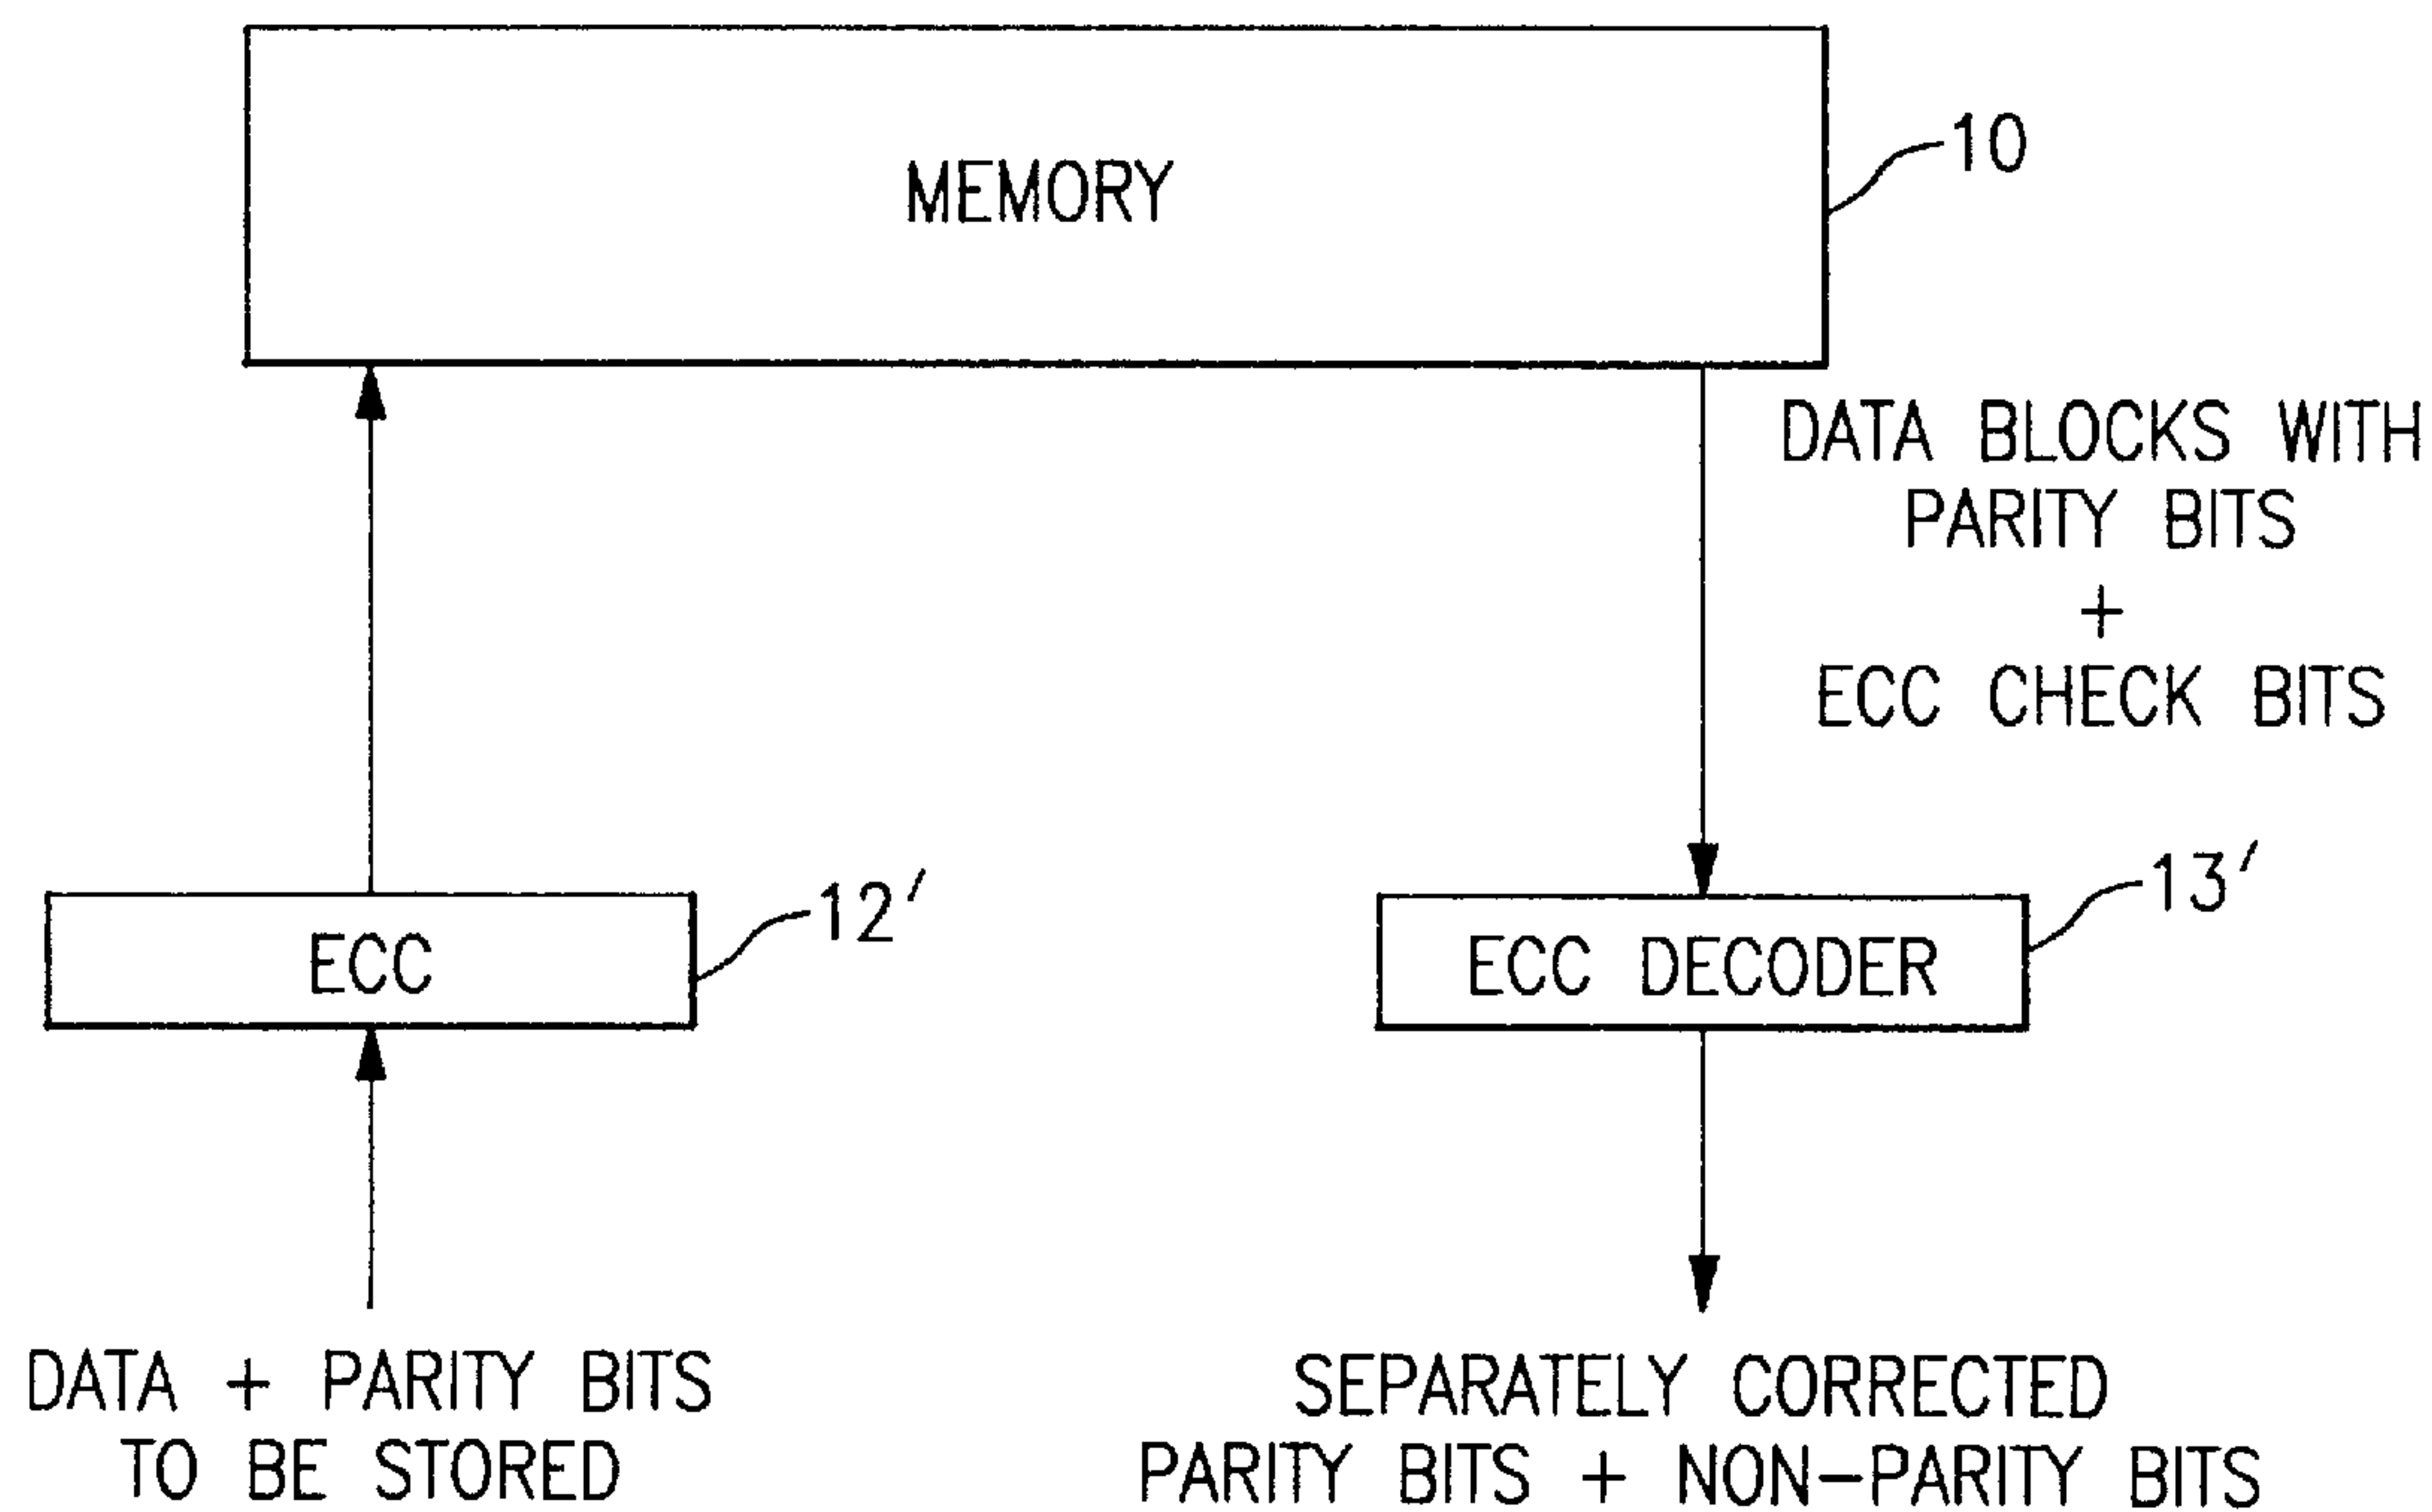 MEMORY
10
DATA BLOCKS WITH
PARITY BITS
+
ECC CHECK BITS
ECC
12'
ECC DECODER
13'
DATA + PARITY BITS
TO BE STORED
SEPARATELY CORRECTED
PARITY BITS + NON-PARITY BITS